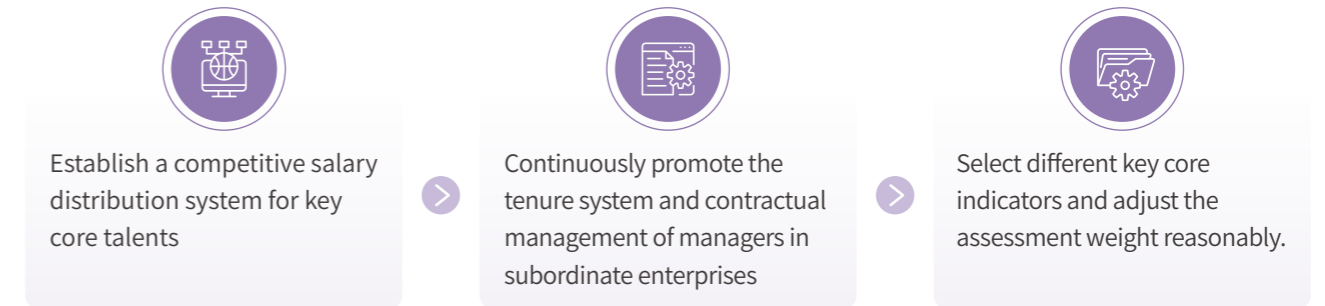 Establish a competitive salary
distribution system for key
core talents
Continuously promote the
tenure system and contractual
management of managers in
subordinate enterprises
Select different key core
indicators and adjust the
assessment weight reasonably.